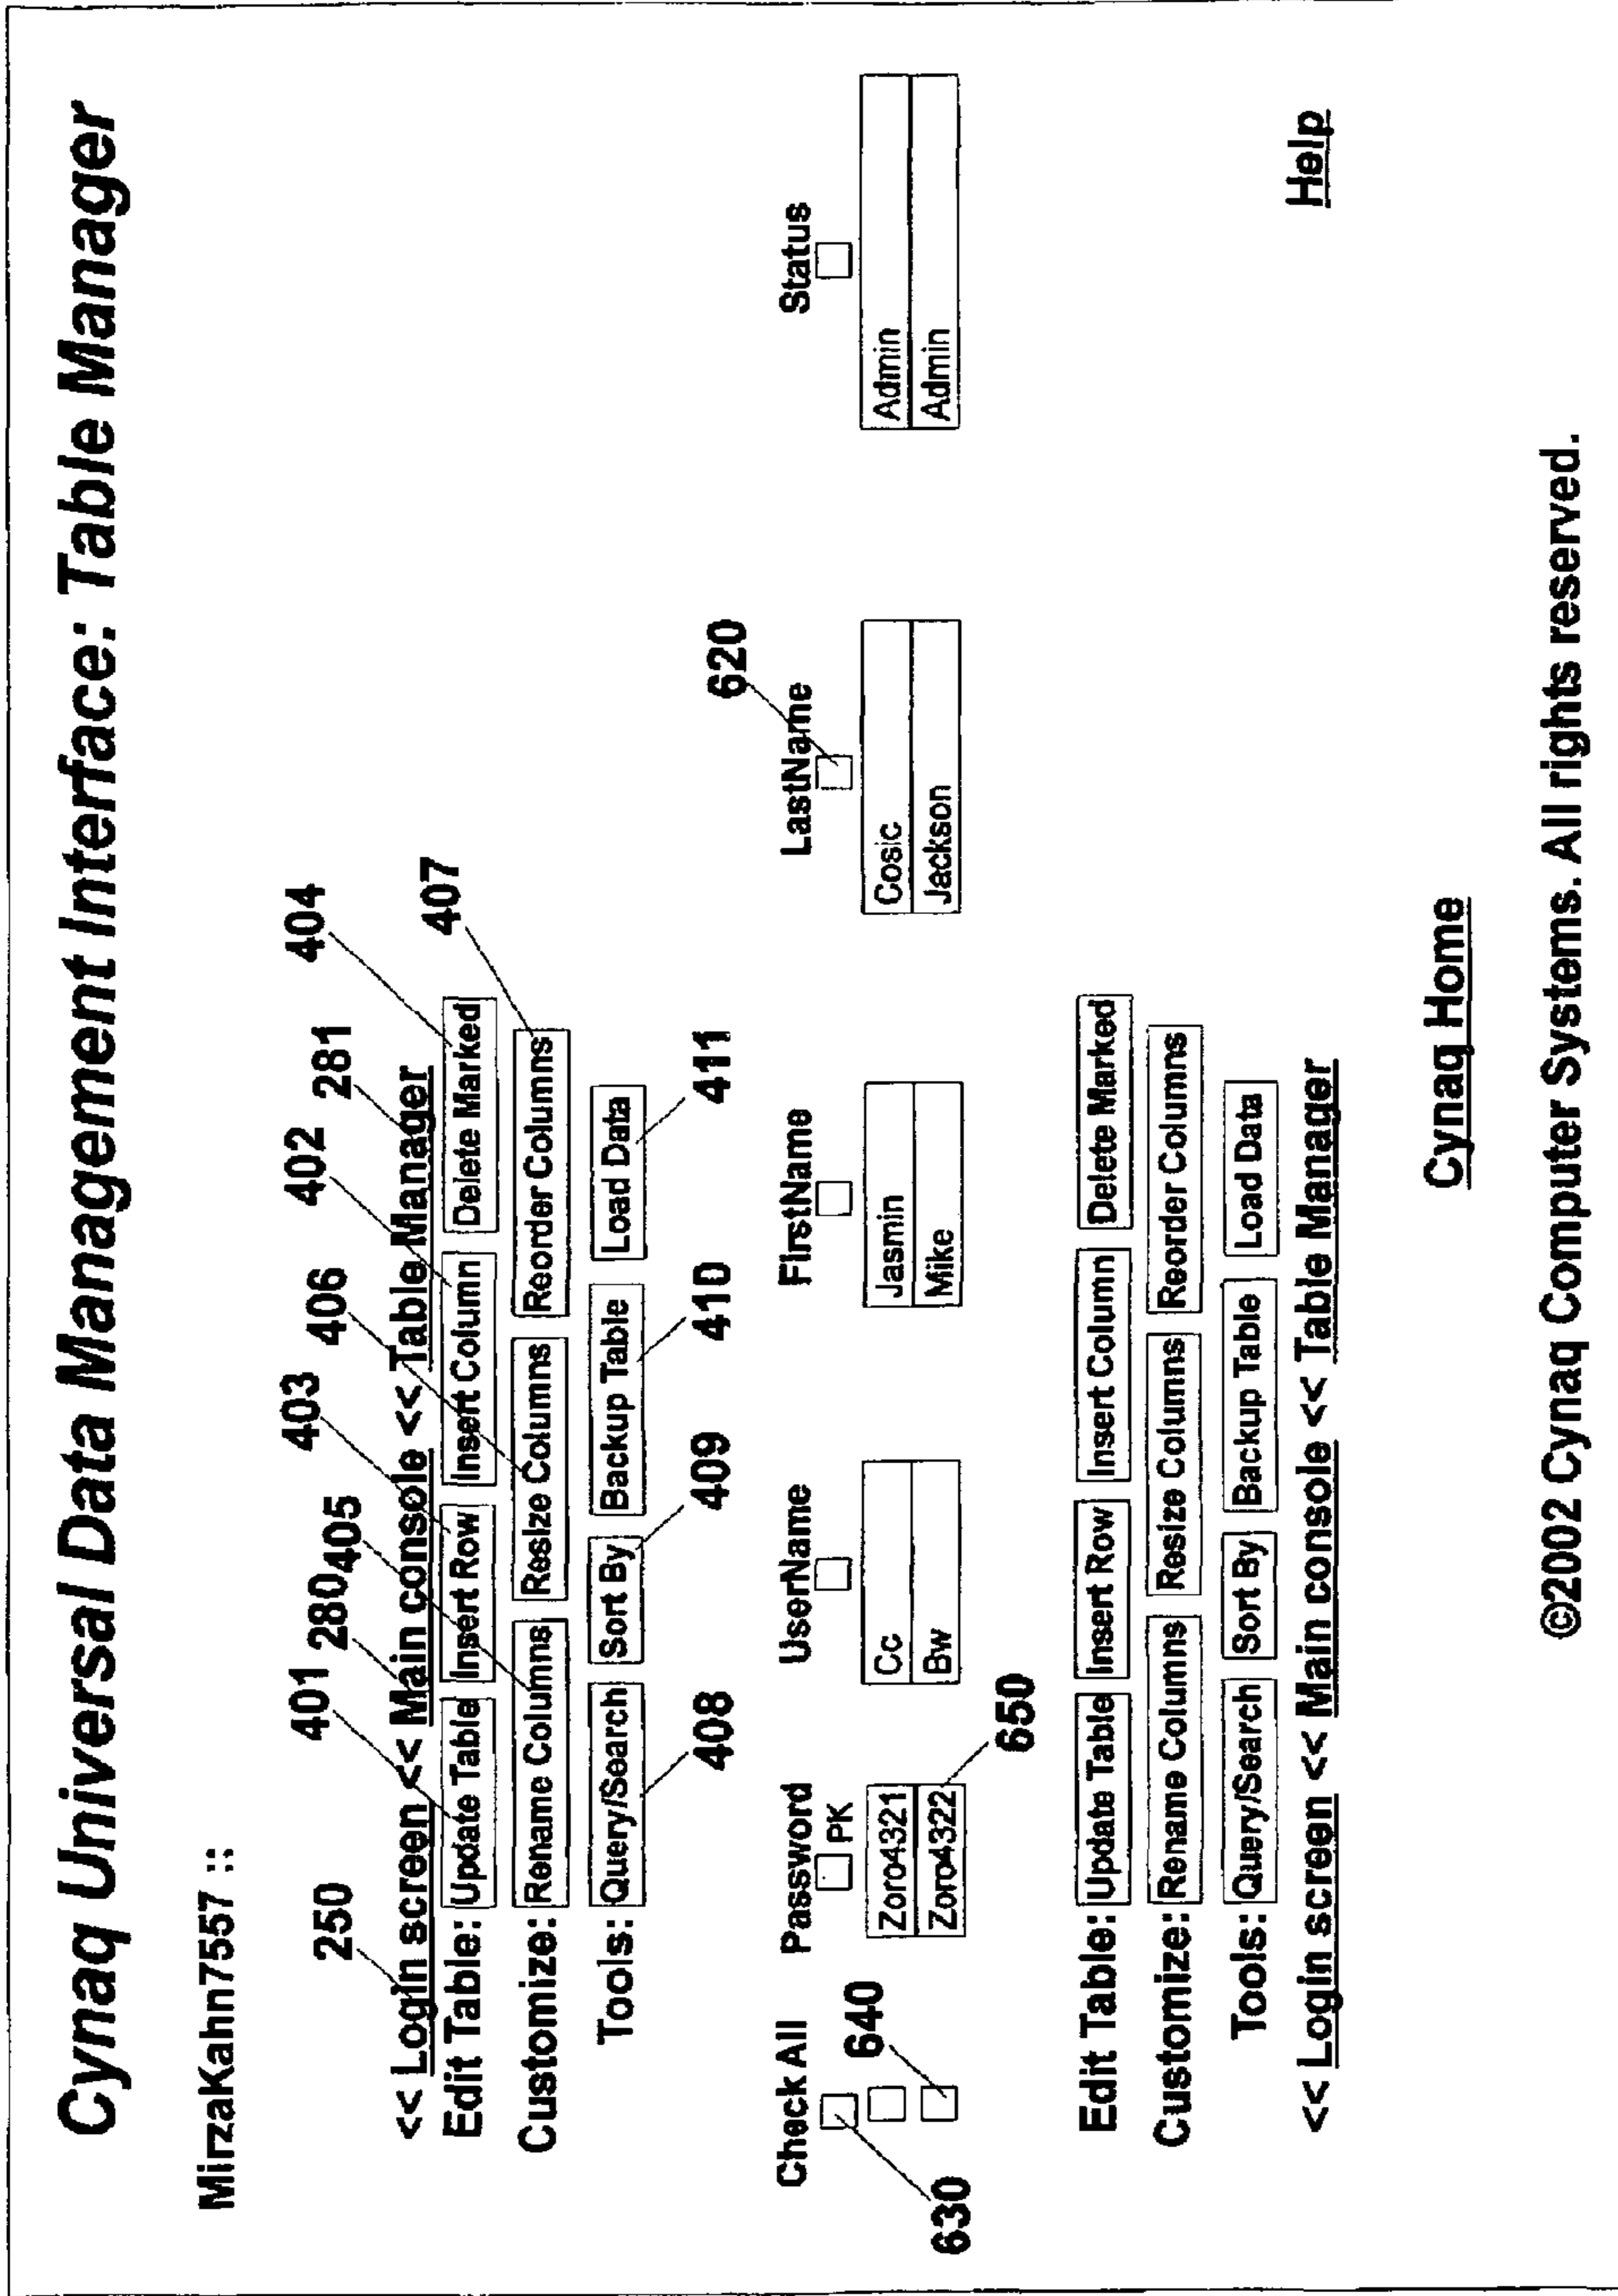 Cynaq Universal Data Management Interface: Table Manager
MirzaKahn7557 ::
250 401 280 405 403 406 402 281 404
<< Login screen << Main console << Table Manager
407
Edit Table: Update Table Insert Row Insert Column Delete Marked
Customize: Rename Columns Resize Columns Reorder Columns
Tools: Query/Search Sort By Backup Table Load Data
408 409 410 411
620
Check All Password UserName FirstName LastName Status
PK
Zoro4321 Cc Jasmin Cosic Admin
640
Zoro4322 Bw Mike Jackson Admin
630 650
Edit Table: Update Table Insert Row Insert Column Delete Marked
Customize: Rename Columns Resize Columns Reorder Columns
Tools: Query/Search Sort By Backup Table Load Data
<< Login screen << Main console << Table Manager
Help
Cynaq Home
©2002 Cynaq Computer Systems. All rights reserved.